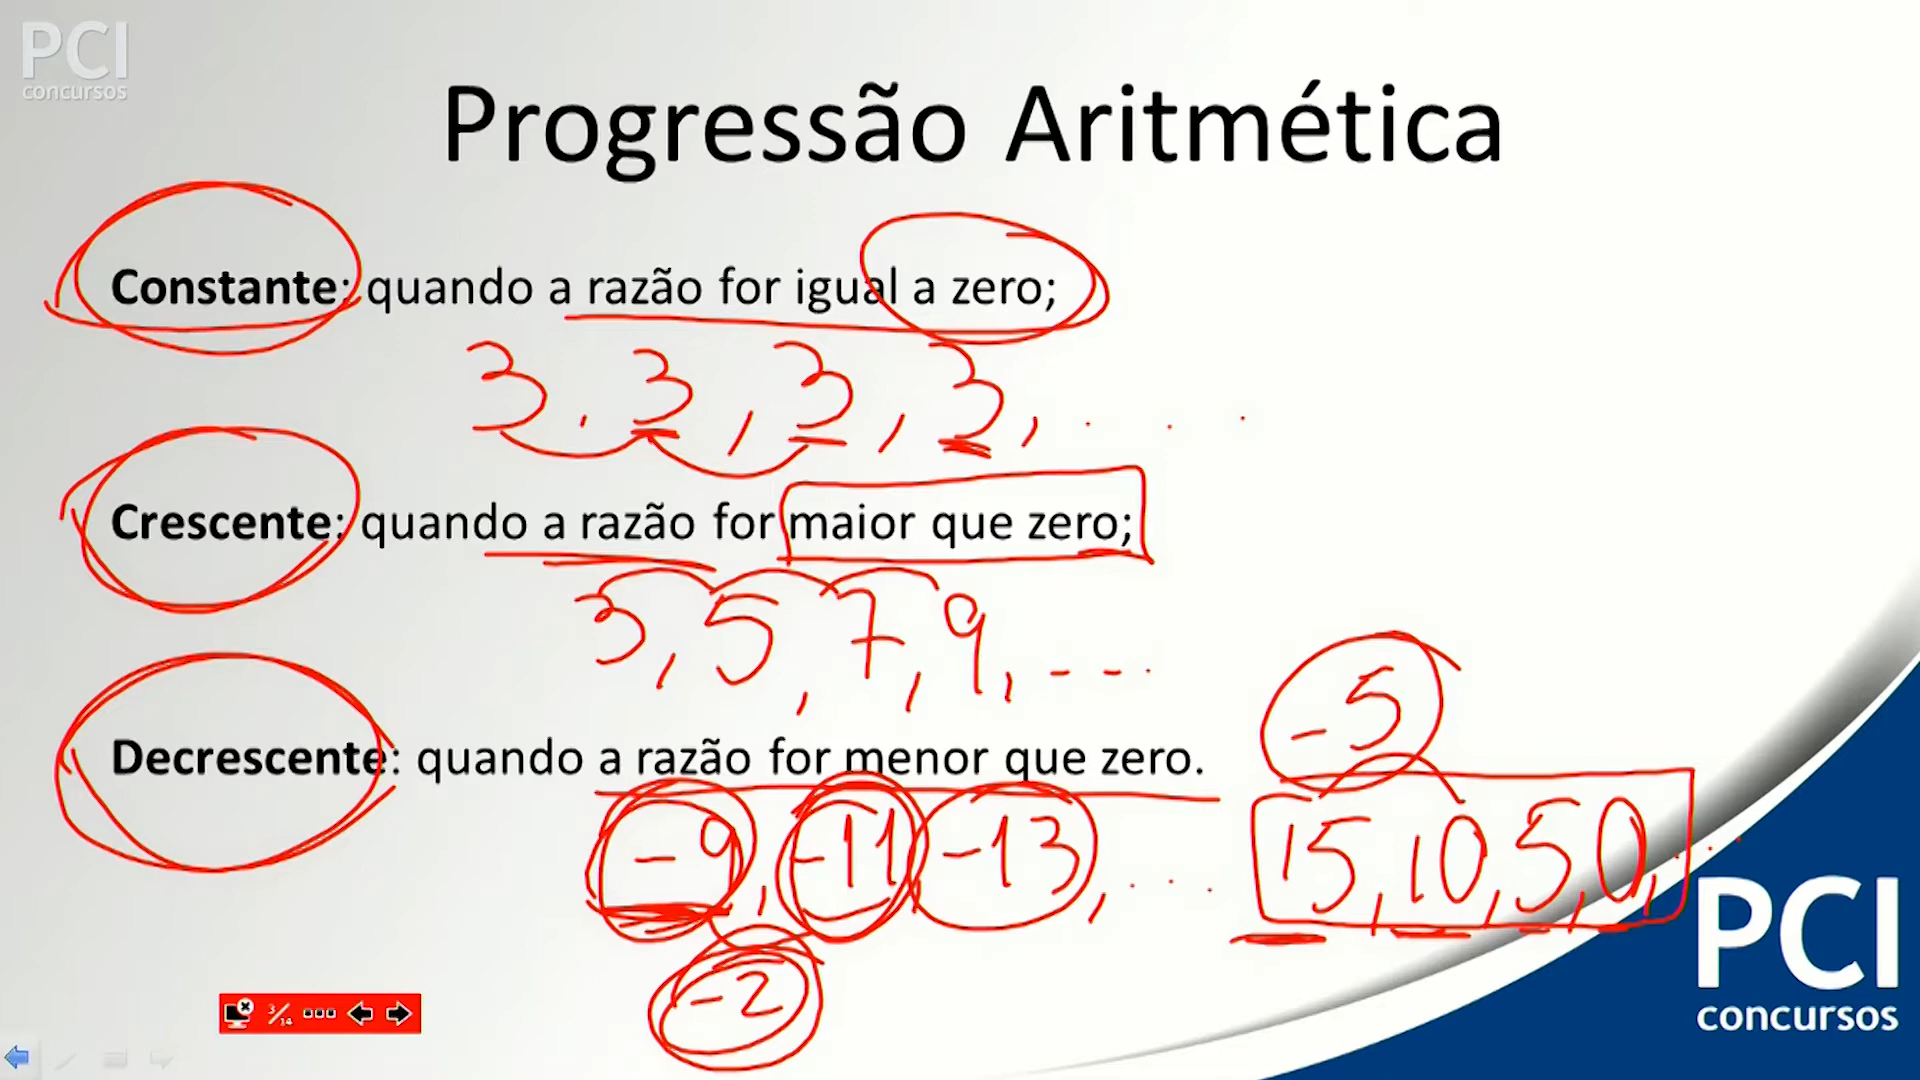 PCI
concursos
Progressão Aritmética
Constante: quando a razão for igual a zero;
3, 3, 3, 3, . . .
Crescente: quando a razão for maior que zero;
3, 5, 7, 9, ...
-5
Decrescente: quando a razão for menor que zero.
-9, -11, -13, ....
15, 10, 5, 0, ...
-2
3/14
PCI
concursos